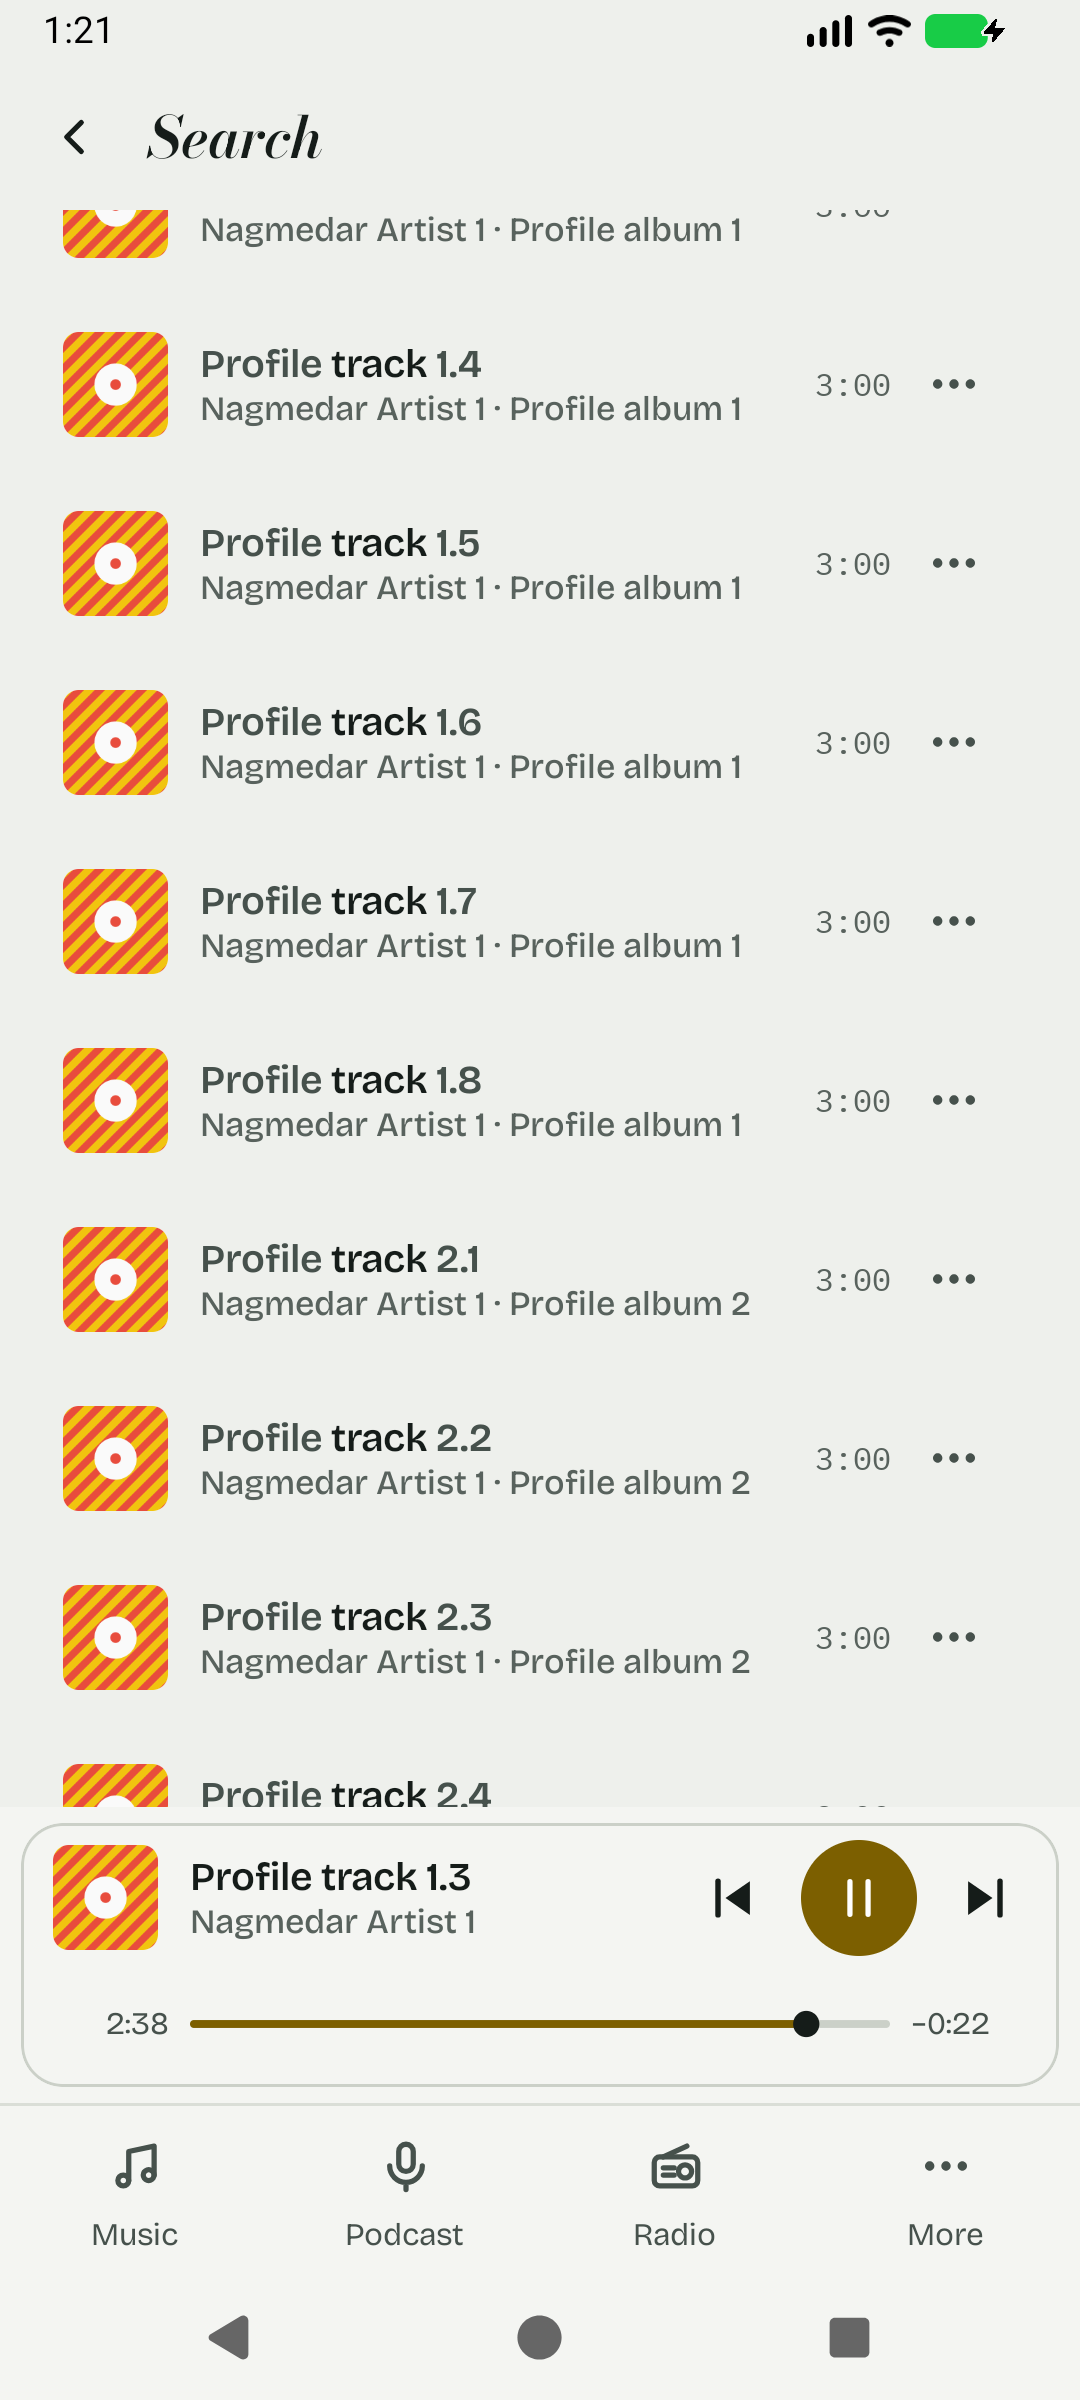 1:21
Search
Nagmedar Artist 1 · Profile album 1
Profile track 1.4
Nagmedar Artist 1 · Profile album 1
3:00
Profile track 1.5
Nagmedar Artist 1 · Profile album 1
3:00
Profile track 1.6
Nagmedar Artist 1 · Profile album 1
3:00
Profile track 1.7
Nagmedar Artist 1 · Profile album 1
3:00
Profile track 1.8
Nagmedar Artist 1 · Profile album 1
3:00
Profile track 2.1
Nagmedar Artist 1 · Profile album 2
3:00
Profile track 2.2
Nagmedar Artist 1 · Profile album 2
3:00
Profile track 2.3
Nagmedar Artist 1 · Profile album 2
3:00
Profile track 2.4
Profile track 1.3
Nagmedar Artist 1
2:38
-0:22
Music
Podcast
Radio
More